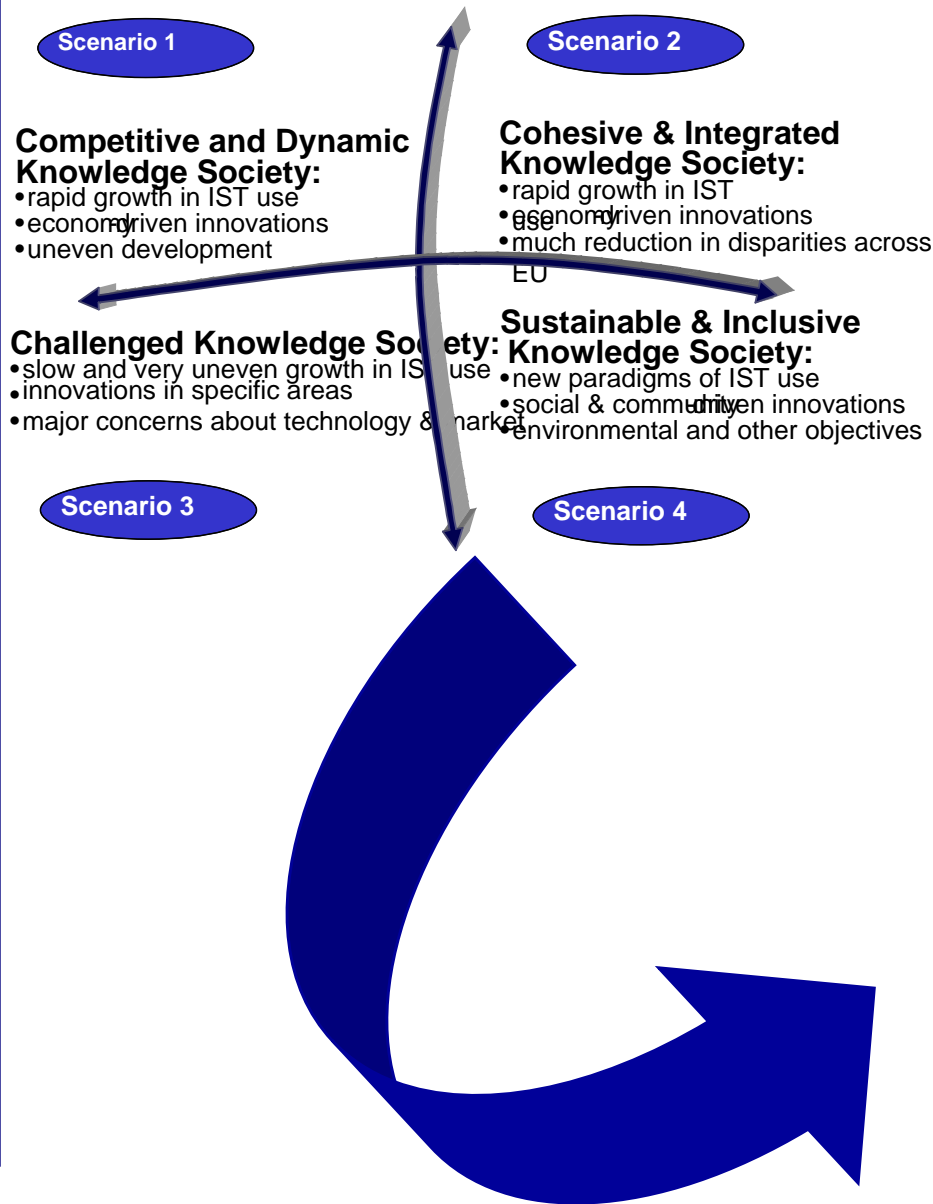 Scenario 1
Competitive and Dynamic
Knowledge Society:
•rapid growth in IST use
•economy-driven innovations
•uneven development
Scenario 2
Cohesive & Integrated
Knowledge Society:
•rapid growth in IST
use
•economy-driven innovations
•much reduction in disparities across
EU
Challenged Knowledge Society:
•slow and very uneven growth in IST use
•innovations in specific areas
•major concerns about technology & market
Scenario 3
Sustainable & Inclusive
Knowledge Society:
•new paradigms of IST use
•social & community-driven innovations
•environmental and other objectives
Scenario 4